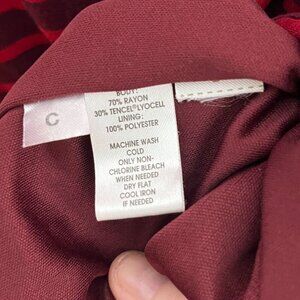 C
BODY:
70% RAYON
30% TENCEL®LYOCELL
LINING:
100% POLYESTER
MACHINE WASH
COLD
ONLY NON-
CHLORINE BLEACH
WHEN NEEDED
DRY FLAT
COOL IRON
IF NEEDED